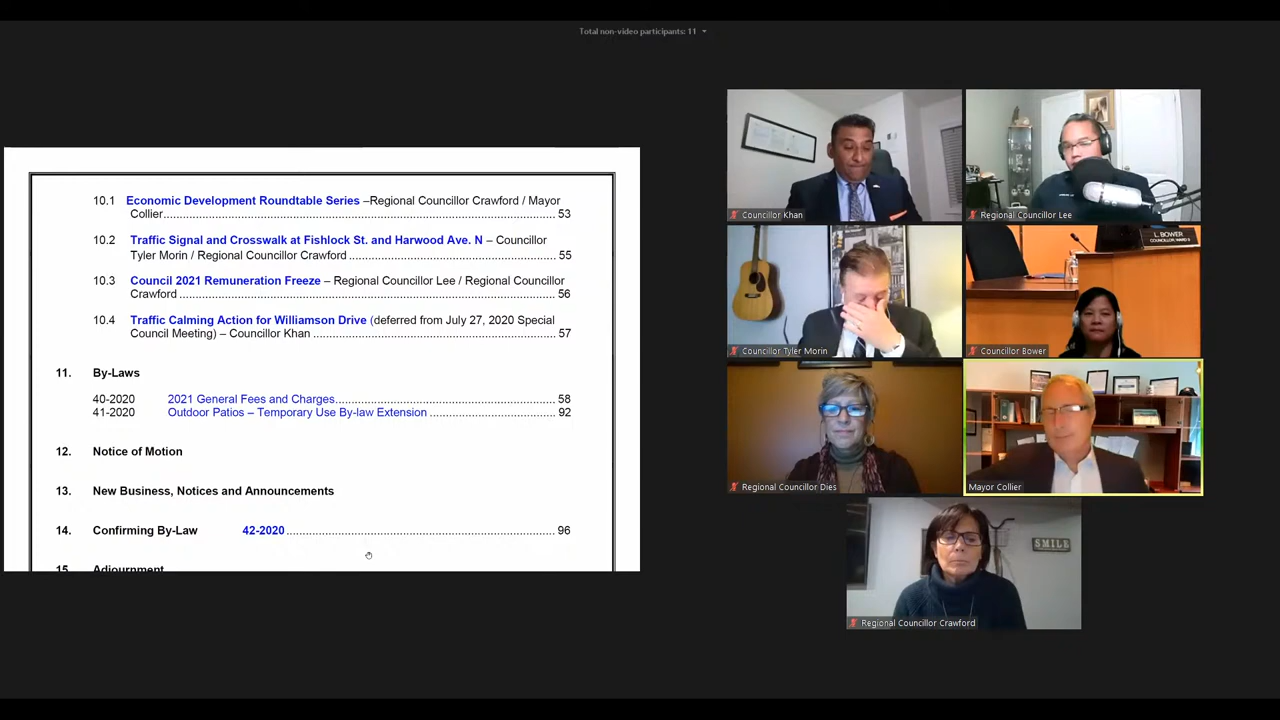 Total non-video participants: 11
10.1 Economic Development Roundtable Series –Regional Councillor Crawford / Mayor
Collier 53
10.2 Traffic Signal and Crosswalk at Fishlock St. and Harwood Ave. N – Councillor
Tyler Morin / Regional Councillor Crawford 55
10.3 Council 2021 Remuneration Freeze – Regional Councillor Lee / Regional Councillor
Crawford 56
10.4 Traffic Calming Action for Williamson Drive (deferred from July 27, 2020 Special
Council Meeting) – Councillor Khan 57
11. By-Laws
40-2020 2021 General Fees and Charges 58
41-2020 Outdoor Patios – Temporary Use By-law Extension 92
12. Notice of Motion
13. New Business, Notices and Announcements
14. Confirming By-Law 42-2020 96
15. Adjournment
Councillor Khan
Regional Councillor Lee
Councillor Tyler Morin
L. BOWER
COUNCILLOR, WARD 3
Councillor Bower
Regional Councillor Dies
Mayor Collier
SMILE
Regional Councillor Crawford